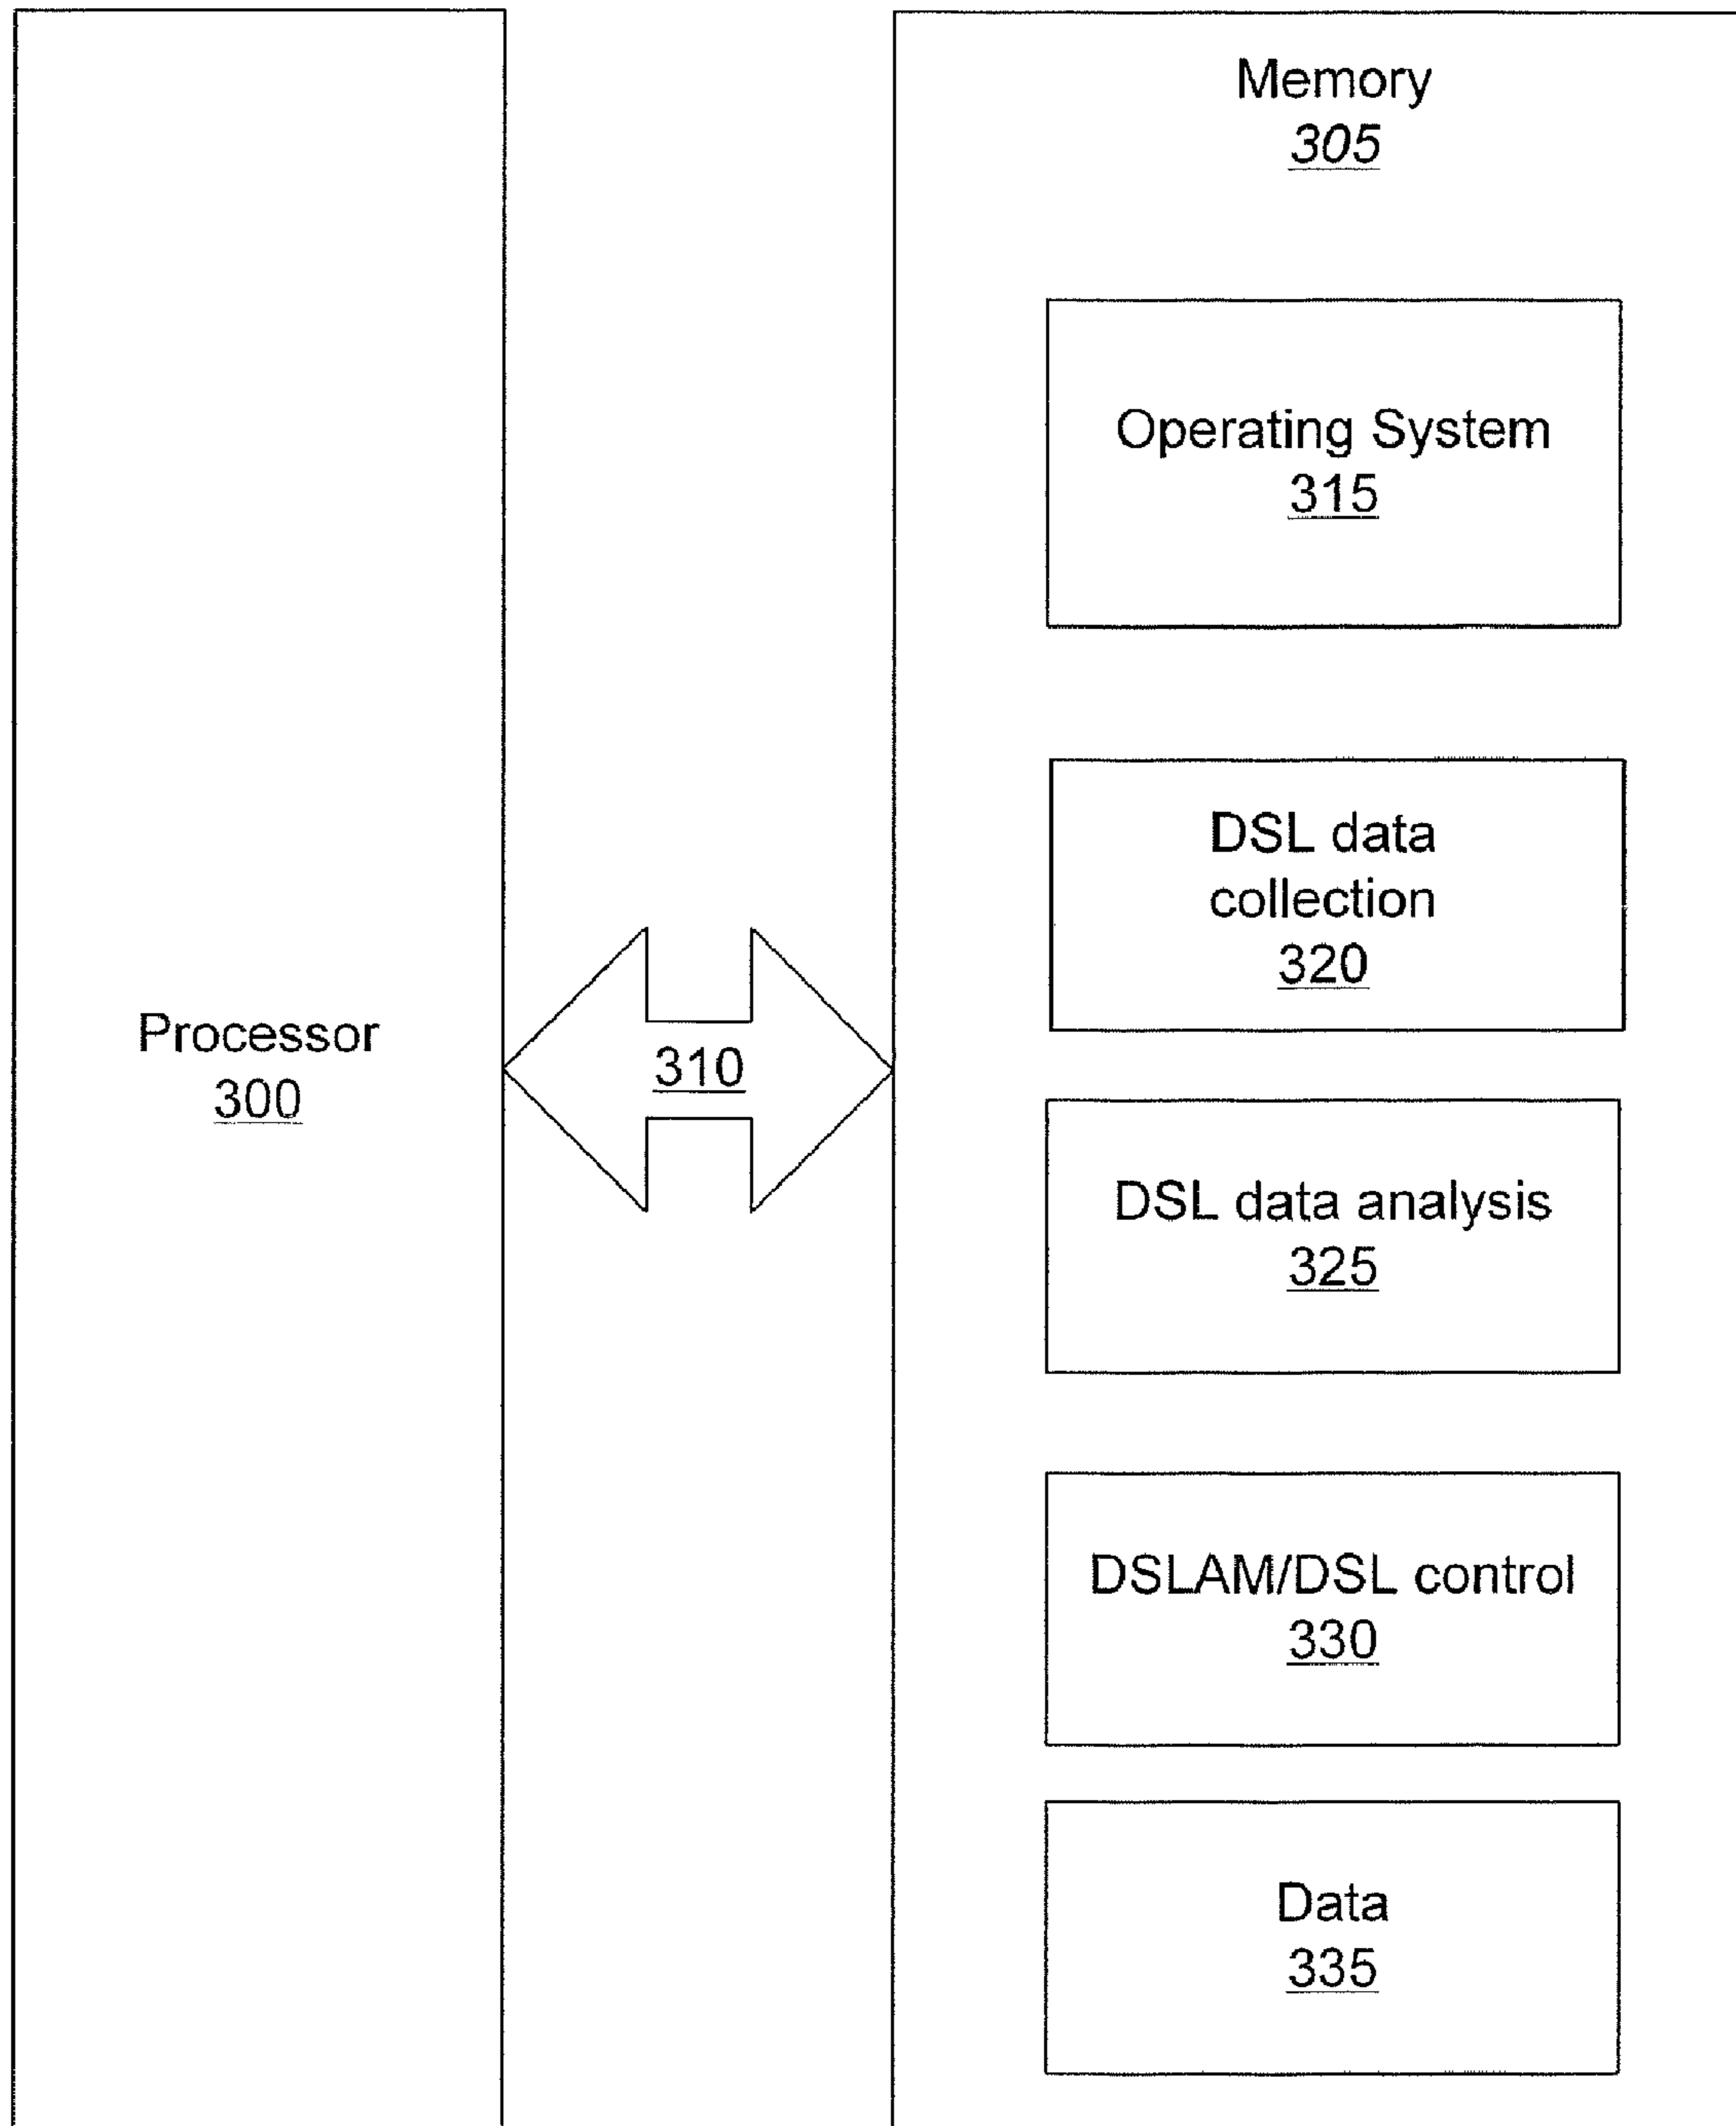 Memory
305
Operating System
315
DSL data
collection
320
Processor
300
310
DSL data analysis
325
DSLAM/DSL control
330
Data
335